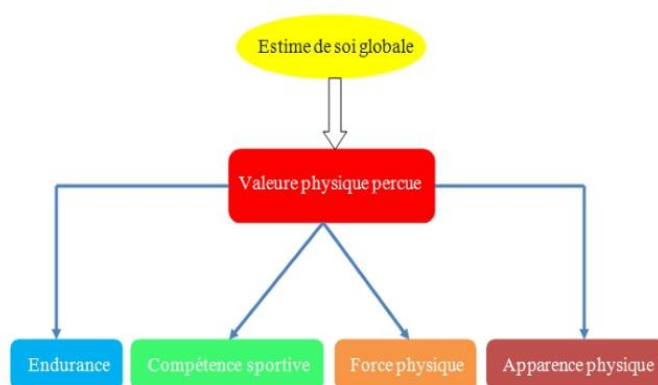 Estime de soi globale
Valeure physique percue
Endurance
Compétence sportive
Force physique
Apparence physique